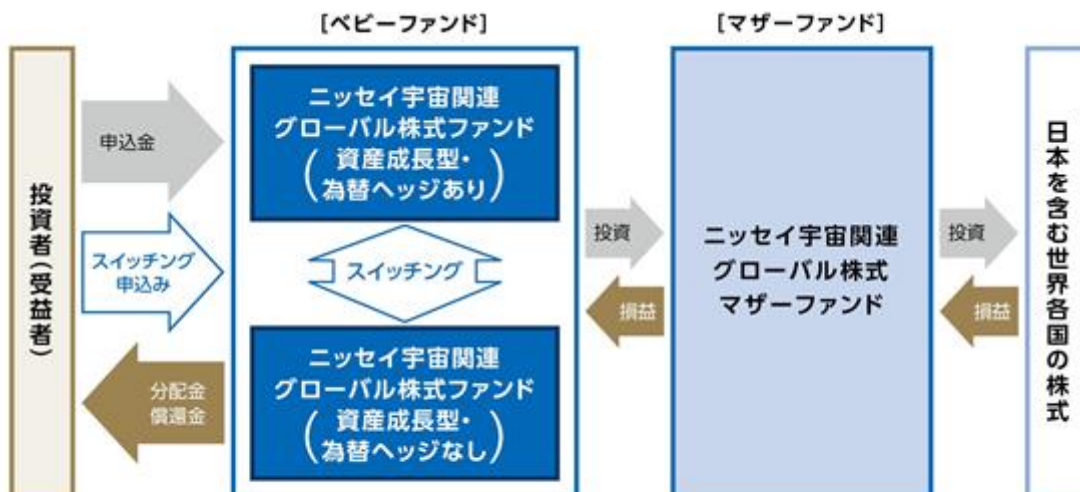 [ベビーファンド]
[マザーファンド]
投資者(受益者)
申込金
スイッチング
申込み
分配金
償還金
ニッセイ宇宙関連
グローバル株式ファンド
(資産成長型・
為替ヘッジあり)
スイッチング
ニッセイ宇宙関連
グローバル株式ファンド
(資産成長型・
為替ヘッジなし)
投資
損益
ニッセイ宇宙関連
グローバル株式
マザーファンド
投資
損益
日本を含む世界各国の株式